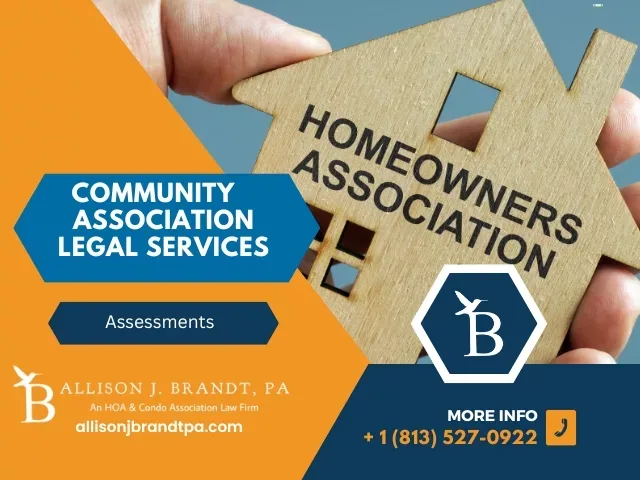 HOMEOWNERS
ASSOCIATION
COMMUNITY
ASSOCIATION
LEGAL SERVICES
Assessments
B
B
ALLISON J. BRANDT, PA
An HOA & Condo Association Law Firm
allisonjbrandtpa.com
MORE INFO
+ 1 (813) 527-0922